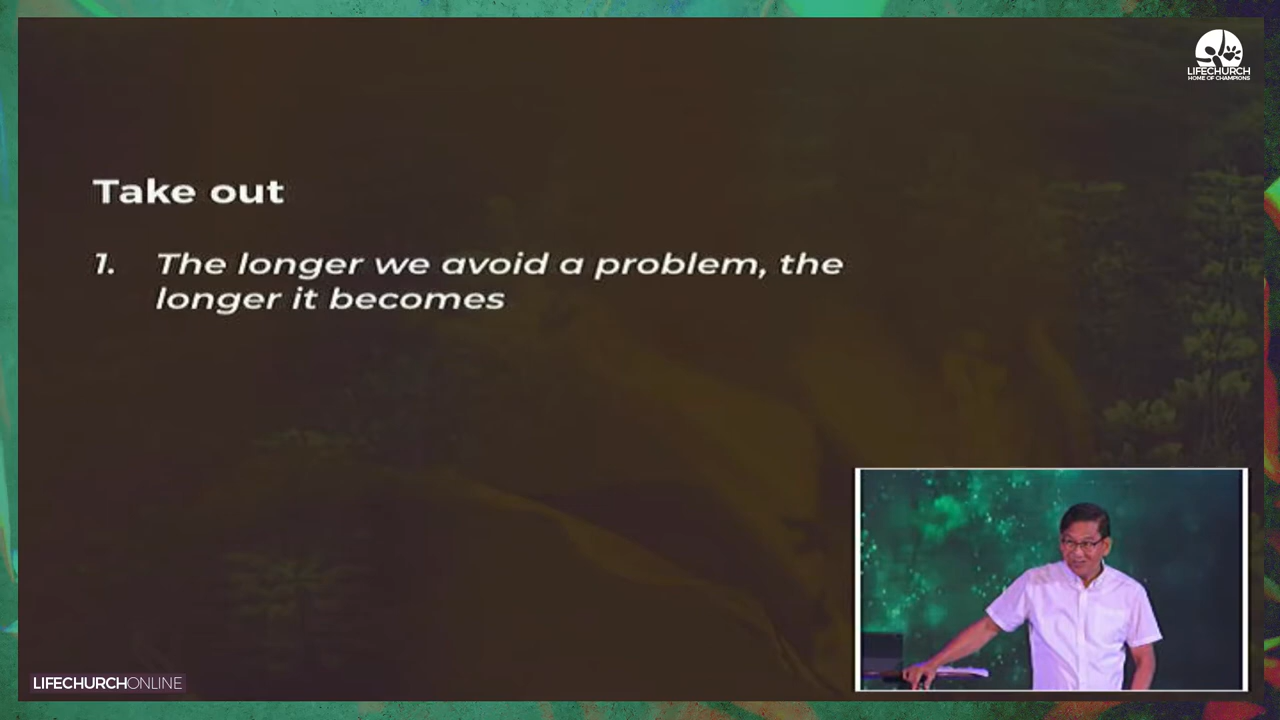 LIFECHURCH
HOME OF CHAMPIONS
Take out
1. The longer we avoid a problem, the
longer it becomes
LIFECHURCHONLINE